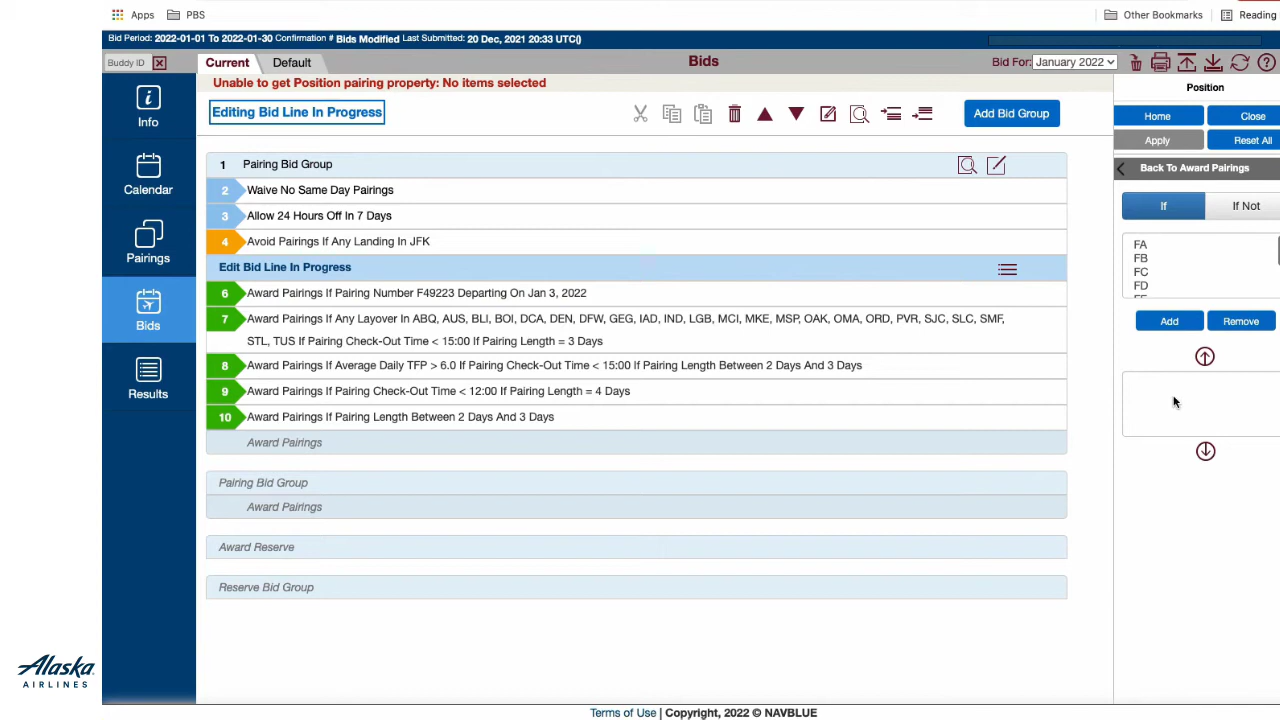 Apps PBS Other Bookmarks Reading
Bid Period: 2022-01-01 To 2022-01-30 Confirmation # Bids Modified Last Submitted: 20 Dec, 2021 20:33 UTC()
Buddy ID Current Default Bids Bid For: January 2022
Unable to get Position pairing property: No items selected
Editing Bid Line In Progress
Add Bid Group
Info
Calendar
Pairings
Bids
Results
1 Pairing Bid Group
2 Waive No Same Day Pairings
3 Allow 24 Hours Off In 7 Days
4 Avoid Pairings If Any Landing In JFK
Edit Bid Line In Progress
6 Award Pairings If Pairing Number F49223 Departing On Jan 3, 2022
7 Award Pairings If Any Layover In ABQ, AUS, BLI, BOI, DCA, DEN, DFW, GEG, IAD, IND, LGB, MCI, MKE, MSP, OAK, OMA, ORD, PVR, SJC, SLC, SMF,
STL, TUS If Pairing Check-Out Time < 15:00 If Pairing Length = 3 Days
8 Award Pairings If Average Daily TFP > 6.0 If Pairing Check-Out Time < 15:00 If Pairing Length Between 2 Days And 3 Days
9 Award Pairings If Pairing Check-Out Time < 12:00 If Pairing Length = 4 Days
10 Award Pairings If Pairing Length Between 2 Days And 3 Days
Award Pairings
Pairing Bid Group
Award Pairings
Award Reserve
Reserve Bid Group
Position
Home Close
Apply Reset All
Back To Award Pairings
If If Not
FA
FB
FC
FD
Add Remove
Alaska
AIRLINES
Terms of Use | Copyright, 2022 © NAVBLUE